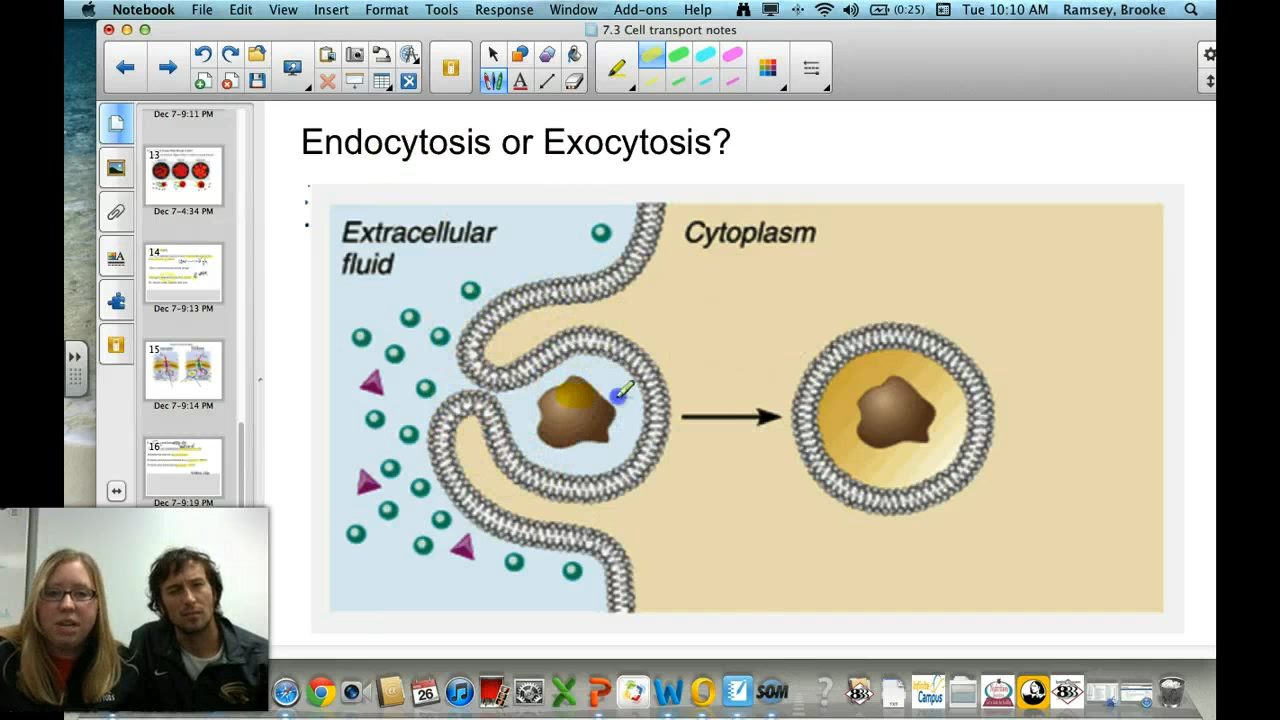 Notebook File Edit View Insert Format Tools Response Window Add-ons Help (0:25) Tue 10:10 AM Ramsey, Brooke
7.3 Cell transport notes
Dec 7-9:11 PM
13
Dec 7-4:34 PM
14
Dec 7-9:13 PM
15
Dec 7-9:14 PM
16
Dec 7-9:19 PM
Endocytosis or Exocytosis?
Extracellular
fluid
Cytoplasm
26
Infinite
Campus
SOM